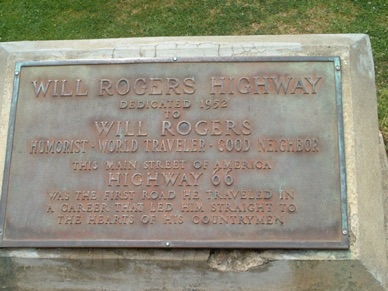 WILL ROGERS HIGHWAY
DEDICATED 1952
TO
WILL ROGERS
HUMORIST - WORLD TRAVELER - GOOD NEIGHBOR
THIS MAIN STREET OF AMERICA
HIGHWAY 66
WAS THE FIRST ROAD HE TRAVELED IN
A CAREER THAT LED HIM STRAIGHT TO
THE HEARTS OF HIS COUNTRYMEN